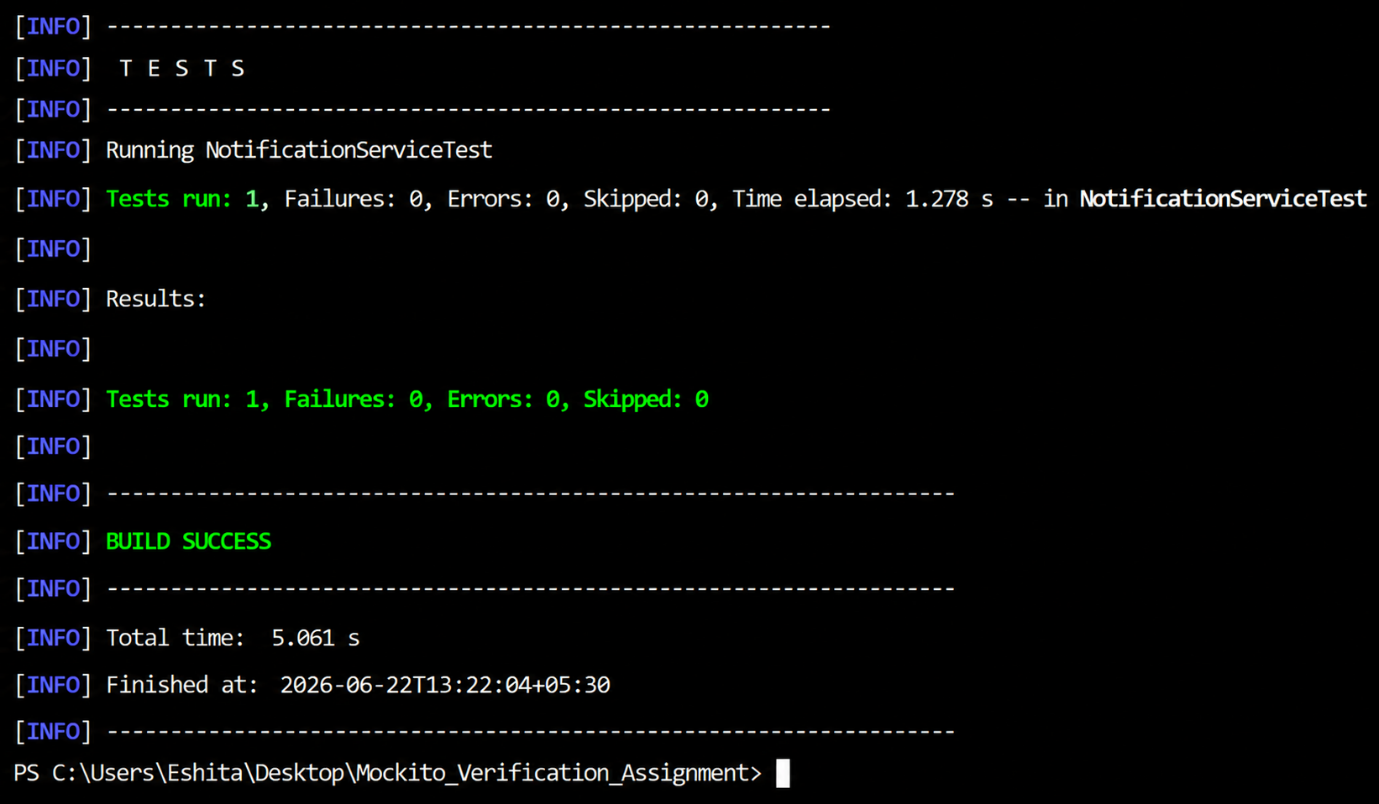 [INFO] ---------------------------------------------------------
[INFO]  T E S T S
[INFO] ---------------------------------------------------------
[INFO] Running NotificationServiceTest
[INFO] Tests run: 1, Failures: 0, Errors: 0, Skipped: 0, Time elapsed: 1.278 s -- in NotificationServiceTest
[INFO]
[INFO] Results:
[INFO]
[INFO] Tests run: 1, Failures: 0, Errors: 0, Skipped: 0
[INFO]
[INFO] -------------------------------------------------------------------
[INFO] BUILD SUCCESS
[INFO] -------------------------------------------------------------------
[INFO] Total time:  5.061 s
[INFO] Finished at:  2026-06-22T13:22:04+05:30
[INFO] -------------------------------------------------------------------
PS C:\Users\Eshita\Desktop\Mockito_Verification_Assignment>